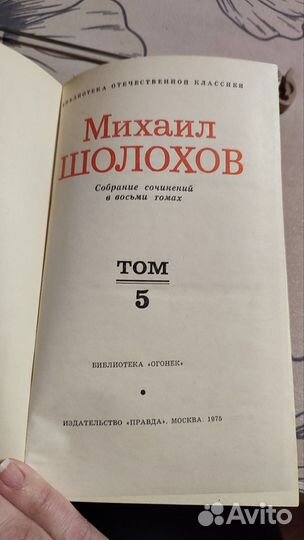 БИБЛИОТЕКА ОТЕЧЕСТВЕННОЙ КЛАССИКИ
Михаил
ШОЛОХОВ
Собрание сочинений
в восьми томах
ТОМ
5
БИБЛИОТЕКА «ОГОНЕК»
ИЗДАТЕЛЬСТВО «ПРАВДА». МОСКВА. 1975
Avito